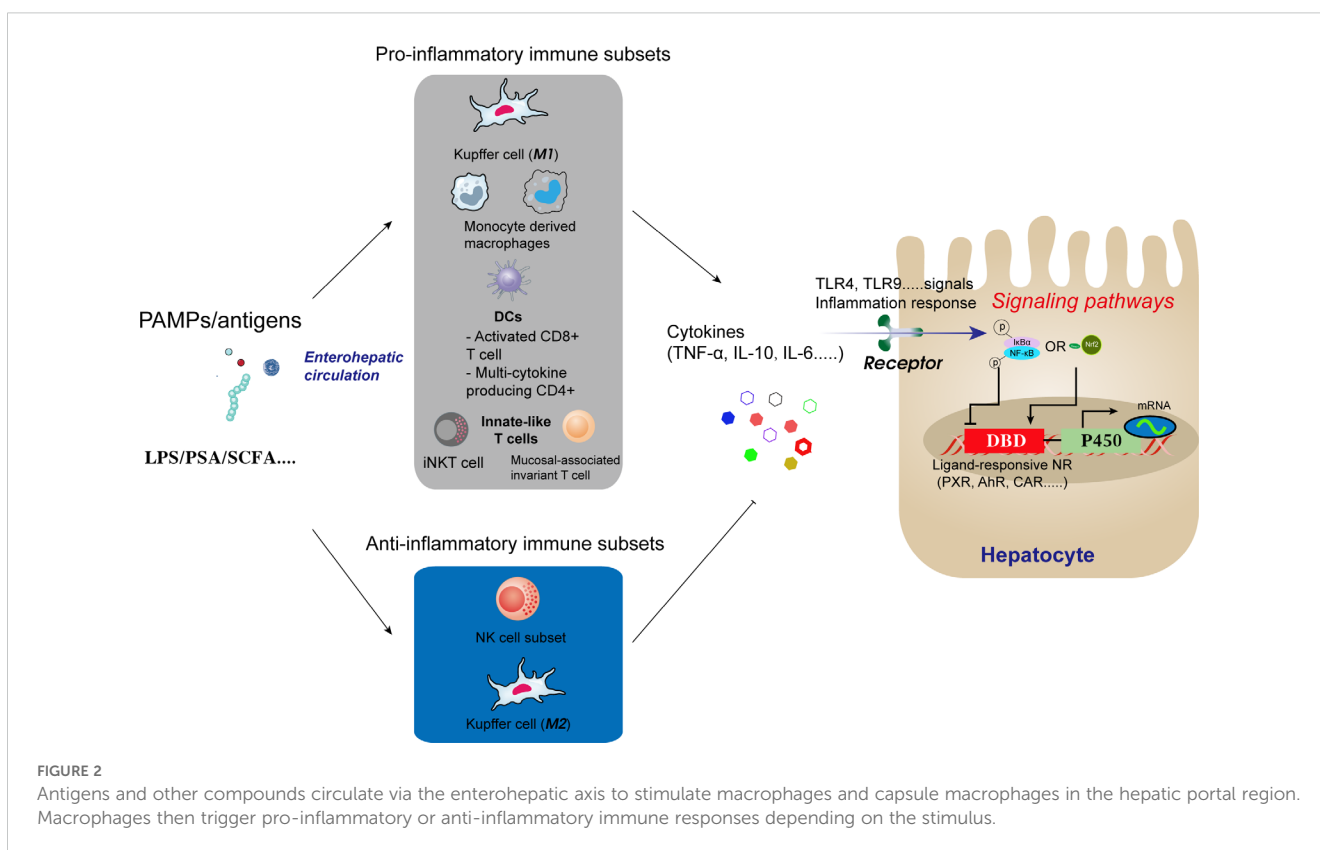 Pro-inflammatory immune subsets
Kupffer cell (M1)
Monocyte derived
macrophages
DCs
- Activated CD8+
T cell
- Multi-cytokine
producing CD4+
Innate-like
T cells
iNKT cell
Mucosal-associated
invariant T cell
PAMPs/antigens
Enterohepatic
circulation
LPS/PSA/SCFA....
Anti-inflammatory immune subsets
NK cell subset
Kupffer cell (M2)
Cytokines
(TNF-α, IL-10, IL-6.....)
TLR4, TLR9.....signals
Inflammation response
Receptor
Signaling pathways
P
IκBα
NF-κB
P
OR
Nrf2
mRNA
DBD
P450
Ligand-responsive NR
(PXR, AhR, CAR.....)
Hepatocyte
FIGURE 2
Antigens and other compounds circulate via the enterohepatic axis to stimulate macrophages and capsule macrophages in the hepatic portal region.
Macrophages then trigger pro-inflammatory or anti-inflammatory immune responses depending on the stimulus.